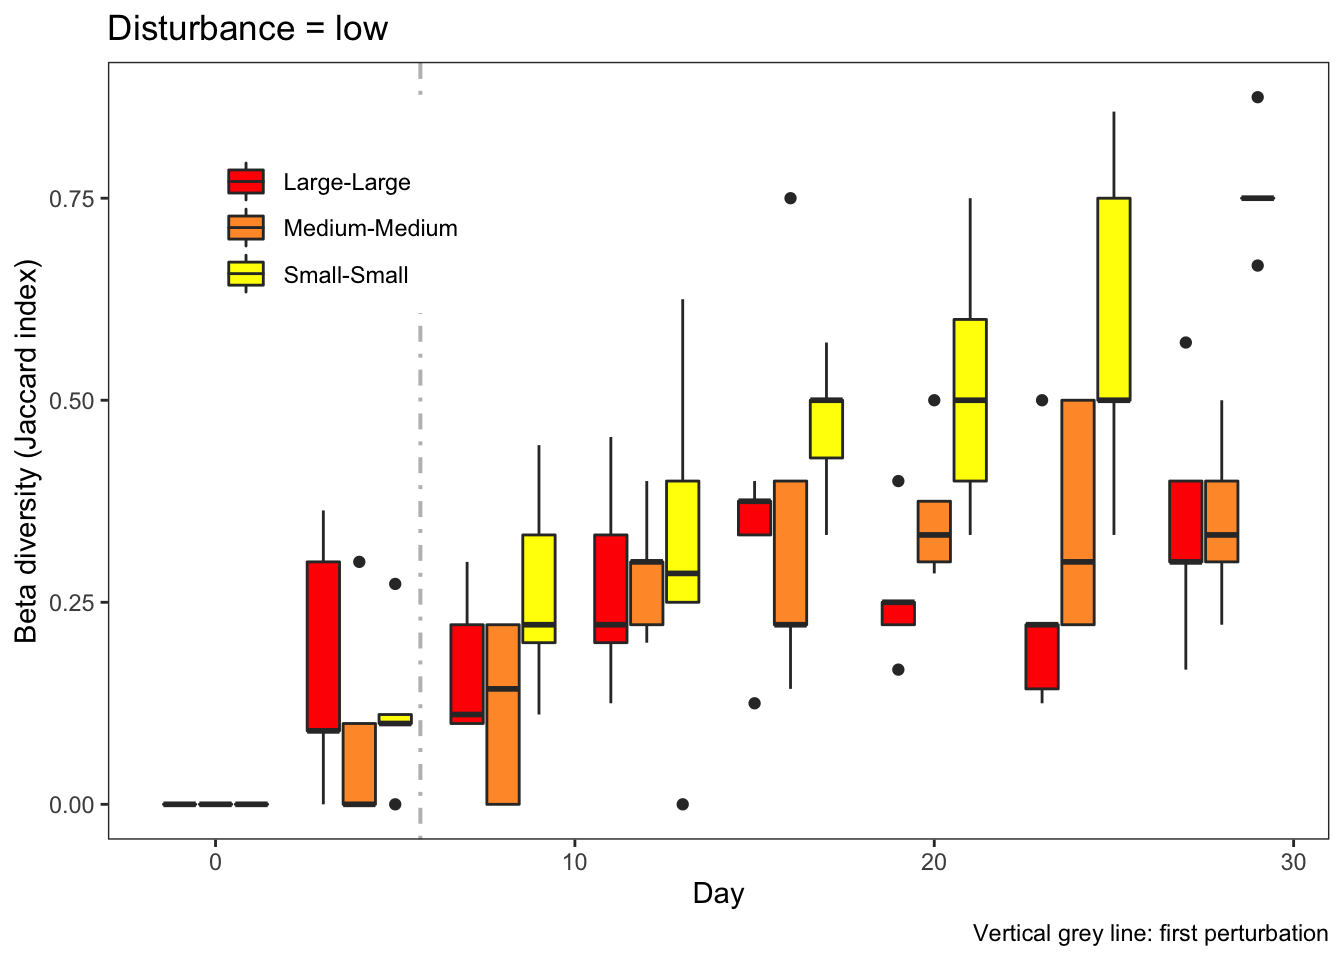 Disturbance = low
Large-Large
Medium-Medium
Small-Small
Beta diversity (Jaccard index)
0.75
0.50
0.25
0.00
0
10
20
30
Day
Vertical grey line: first perturbation